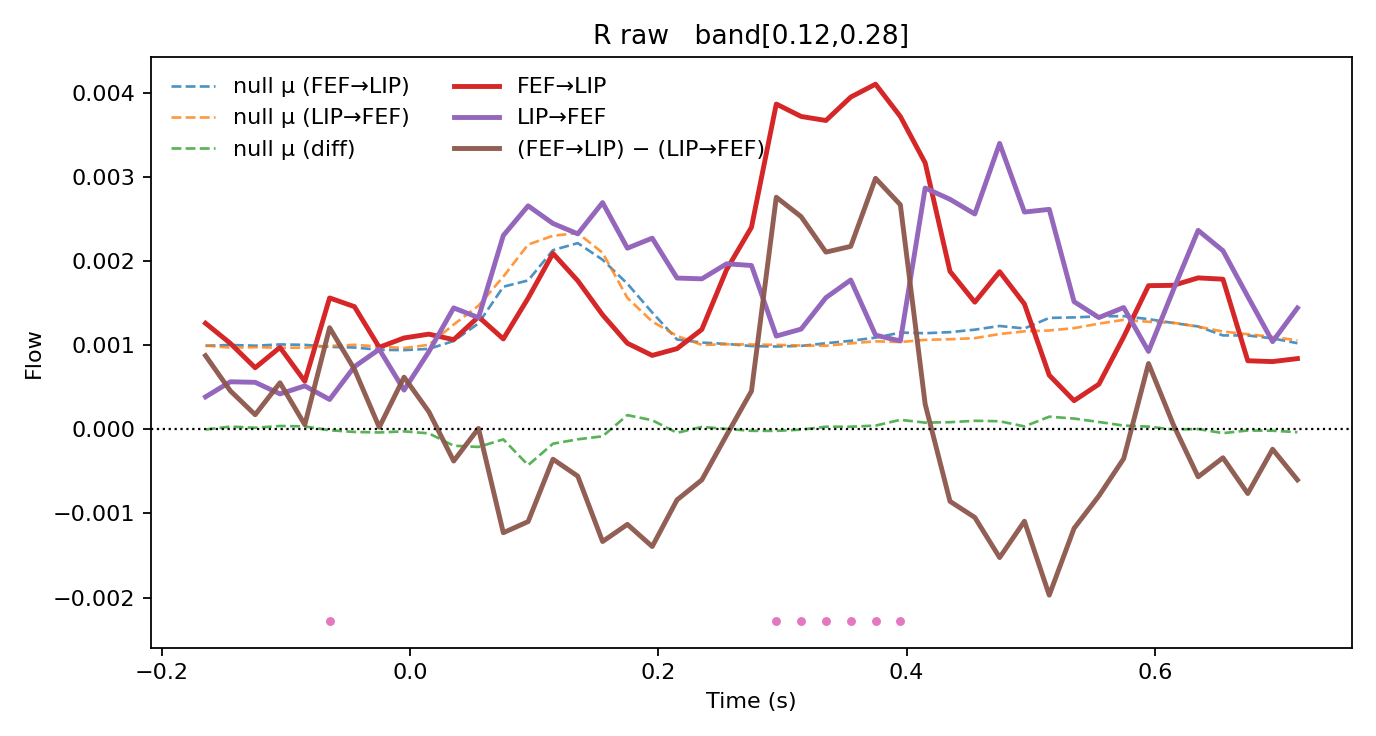 R raw   band[0.12,0.28]
null μ (FEF→LIP)
null μ (LIP→FEF)
null μ (diff)
FEF→LIP
LIP→FEF
(FEF→LIP) − (LIP→FEF)
Flow
0.004
0.003
0.002
0.001
0.000
−0.001
−0.002
−0.2
0.0
0.2
0.4
0.6
Time (s)